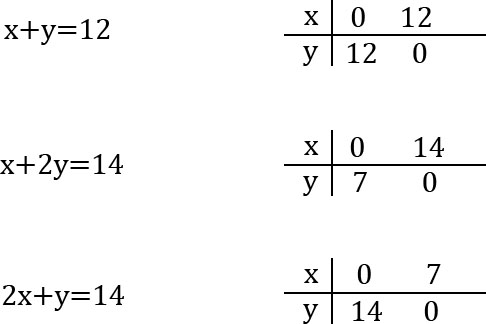 x+y=12
x 0 12
y 12 0
x+2y=14
x 0 14
y 7 0
2x+y=14
x 0 7
y 14 0